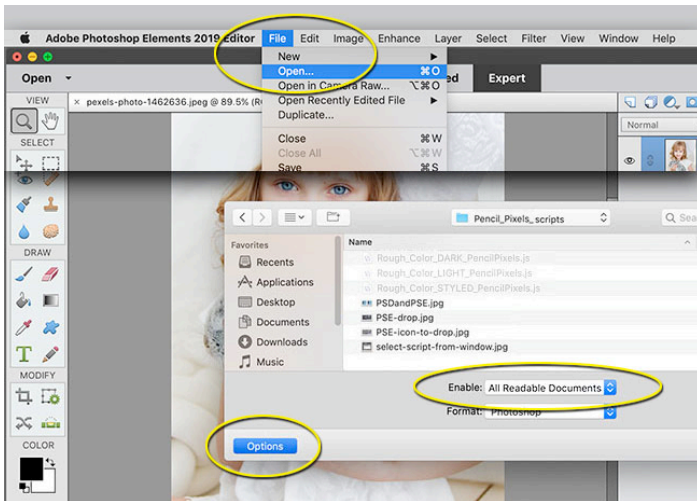 Adobe Photoshop Elements 2019 Editor File Edit Image Enhance Layer Select Filter View Window Help
New
Open
Open... ⌘O
ed Expert
Open in Camera Raw... ⌥⌘O
VIEW
× pexels-photo-1462636.jpeg @ 89.5% (R
Open Recently Edited File
Duplicate...
Normal
Close ⌘W
SELECT
Close All ⌥⌘W
Save ⌘S
Pencil_Pixels_scripts
Sea
Favorites
Name
Recents
Rough_Color_DARK_PencilPixels.js
Rough_Color_LIGHT_PencilPixels.js
Applications
Rough_Color_STYLED_PencilPixels.js
Desktop
PSDandPSE.jpg
DRAW
Documents
PSE-drop.jpg
PSE-icon-to-drop.jpg
Downloads
select-script-from-window.jpg
Music
T
MODIFY
Enable: All Readable Documents
Format: Photoshop
COLOR
Options